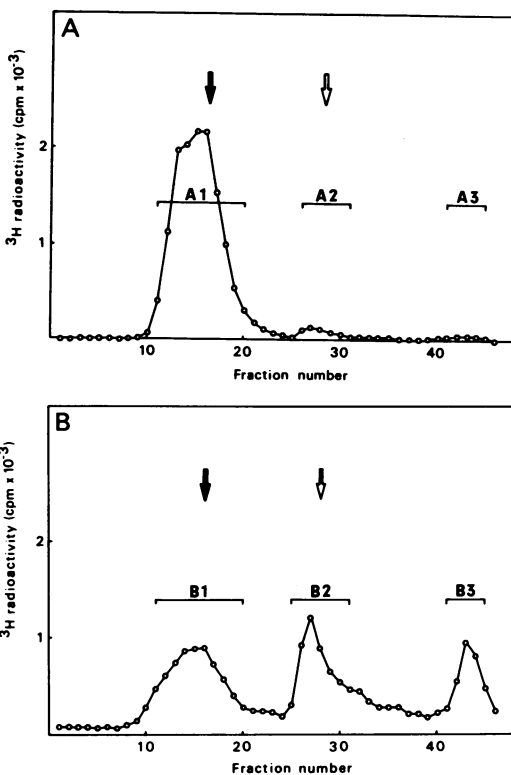 A
³H radioactivity (cpm x 10⁻³)
2
1
A1
A2
A3
10
20
30
40
Fraction number
B
³H radioactivity (cpm x 10⁻³)
2
1
B1
B2
B3
10
20
30
40
Fraction number